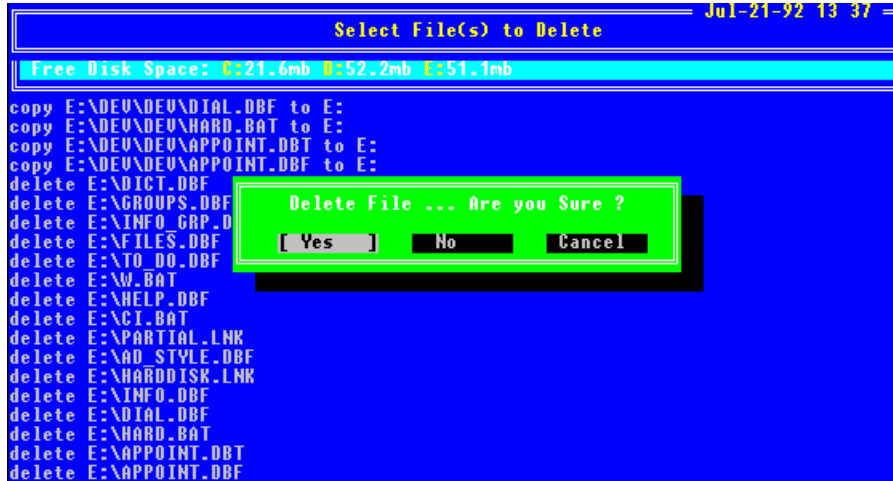 Jul-21-92 13 37
Select File(s) to Delete
Free Disk Space: C:21.6mb D:52.2mb E:51.1mb
copy E:\DEV\DEV\DIAL.DBF to E:
copy E:\DEV\DEV\HARD.BAT to E:
copy E:\DEV\DEV\APPOINT.DBT to E:
copy E:\DEV\DEV\APPOINT.DBF to E:
delete E:\DICT.DBF
delete E:\GROUPS.DBF
delete E:\INFO_GRP.D
delete E:\FILES.DBF
delete E:\TO_DO.DBF
delete E:\W.BAT
delete E:\HELP.DBF
delete E:\CI.BAT
delete E:\PARTIAL.LNK
delete E:\AD_STYLE.DBF
delete E:\HARDDISK.LNK
delete E:\INFO.DBF
delete E:\DIAL.DBF
delete E:\HARD.BAT
delete E:\APPOINT.DBT
delete E:\APPOINT.DBF
Delete File ... Are you Sure ?
[ Yes ] No Cancel